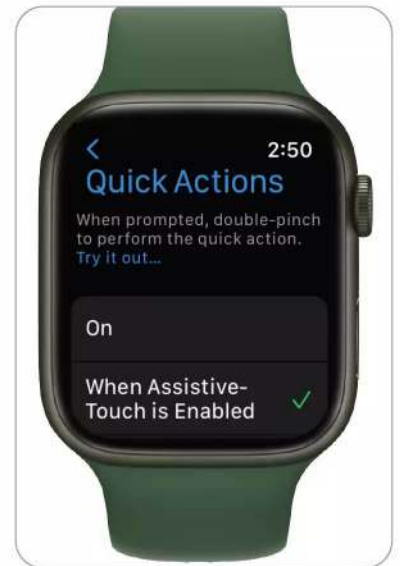 2:50
Quick Actions
When prompted, double-pinch
to perform the quick action.
Try it out...
On
When Assistive-
Touch is Enabled